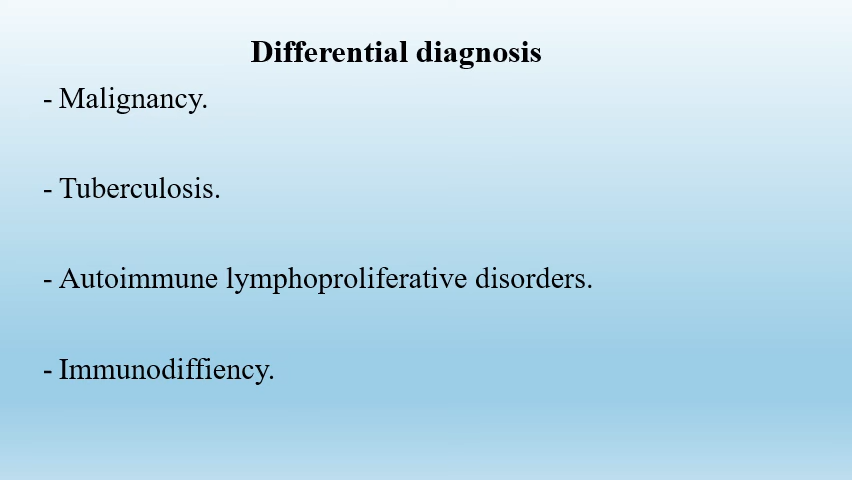 Differential diagnosis
- Malignancy.
- Tuberculosis.
- Autoimmune lymphoproliferative disorders.
- Immunodiffiency.